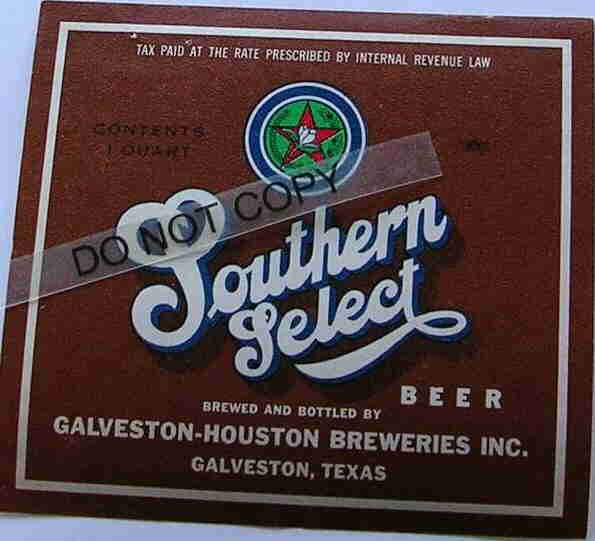 TAX PAID AT THE RATE PRESCRIBED BY INTERNAL REVENUE LAW
CONTENTS
1 QUART
DO NOT COPY
Southern
Select
BEER
BREWED AND BOTTLED BY
GALVESTON-HOUSTON BREWERIES INC.
GALVESTON, TEXAS